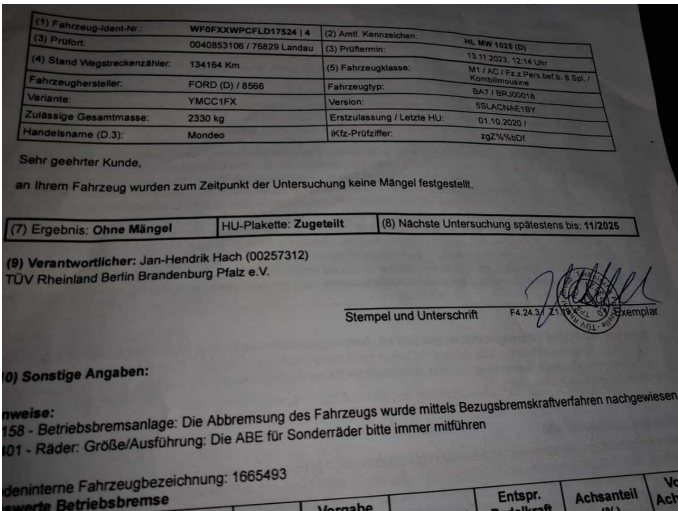 (1) Fahrzeug-Ident-Nr.: WF0FXXWPCFLD17524 | 4 (2) Amtl. Kennzeichen: HL MW 1025 (D)
(3) Prüfort: 0040853106 / 76829 Landau (3) Prüftermin: 13.11.2023, 12:14 Uhr
(4) Stand Wegstreckenzähler: 134164 Km (5) Fahrzeugklasse: M1 / AC / Fz.z.Pers.bef.b. 8 Spl. / Kombilimousine
Fahrzeughersteller: FORD (D) / 8566 Fahrzeugtyp: BA7 / BRJ00018
Variante: YMCC1FX Version: 5SLACNAE1BY
Zulässige Gesamtmasse: 2330 kg Erstzulassung / Letzte HU: 01.10.2020 /
Handelsname (D.3): Mondeo iKfz-Prüfziffer: zgZ%%bDf
Sehr geehrter Kunde,
an Ihrem Fahrzeug wurden zum Zeitpunkt der Untersuchung keine Mängel festgestellt.
(7) Ergebnis: Ohne Mängel HU-Plakette: Zugeteilt (8) Nächste Untersuchung spätestens bis: 11/2025
(9) Verantwortlicher: Jan-Hendrik Hach (00257312)
TÜV Rheinland Berlin Brandenburg Pfalz e.V.
Stempel und Unterschrift F4.24.3 Exemplar
0) Sonstige Angaben:
nweise:
158 - Betriebsbremsanlage: Die Abbremsung des Fahrzeugs wurde mittels Bezugsbremskraftverfahren nachgewiesen
401 - Räder: Größe/Ausführung: Die ABE für Sonderräder bitte immer mitführen
deninterne Fahrzeugbezeichnung: 1665493
swerte Betriebsbremse Vorgabe Entspr. Achsanteil